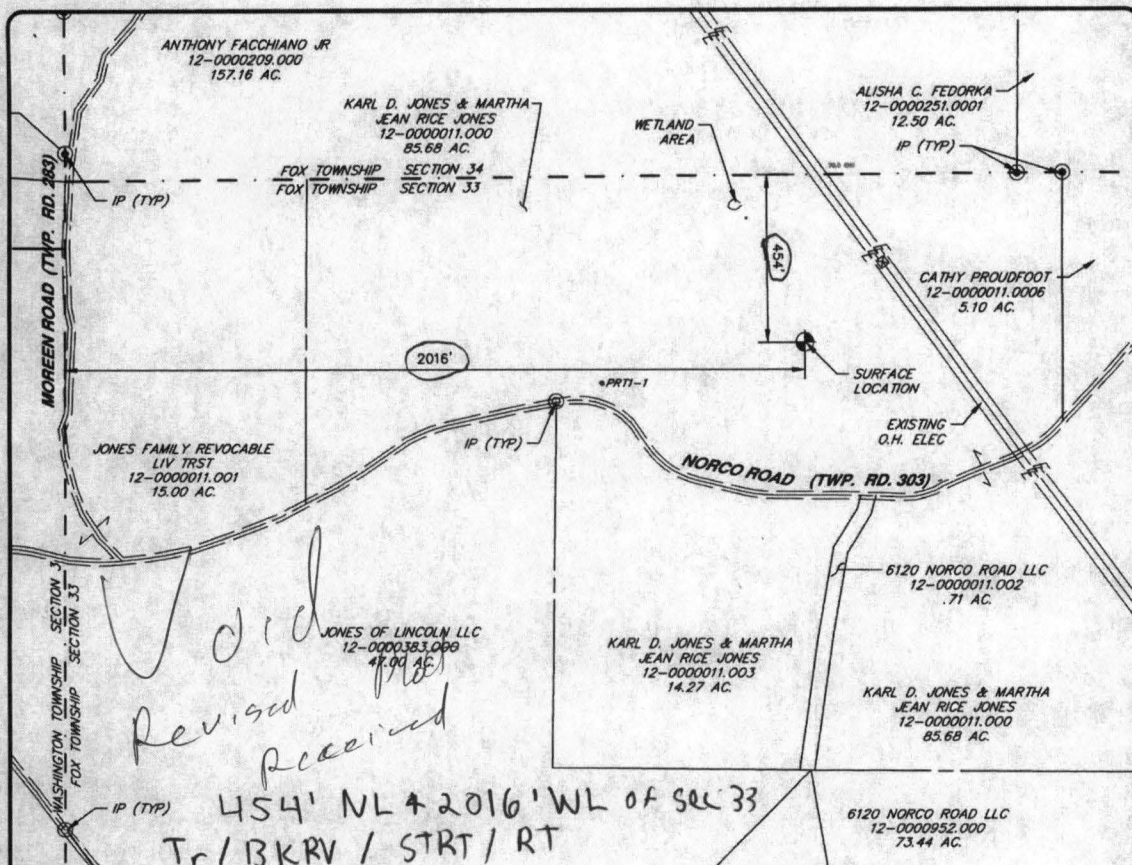 ANTHONY FACCHIANO JR
12-0000209.000
157.16 AC.
KARL D. JONES & MARTHA
JEAN RICE JONES
12-0000011.000
85.68 AC.
WETLAND
AREA
ALISHA C. FEDORKA
12-0000251.0001
12.50 AC.
IP (TYP)
FOX TOWNSHIP SECTION 34
FOX TOWNSHIP SECTION 33
IP (TYP)
MOREEN ROAD (TWP. RD. 283)
454'
CATHY PROUDFOOT
12-0000011.0006
5.10 AC.
2016'
SURFACE
LOCATION
PRT1-1
EXISTING
O.H. ELEC
IP (TYP)
JONES FAMILY REVOCABLE
LIV TRST
12-0000011.001
15.00 AC.
NORCO ROAD (TWP. RD. 303)
6120 NORCO ROAD LLC
12-0000011.002
.71 AC.
WASHINGTON TOWNSHIP SECTION 3
FOX TOWNSHIP SECTION 33
Void
JONES OF LINCOLN LLC
12-0000383.000
47.00 AC.
Revised Plat
Received
KARL D. JONES & MARTHA
JEAN RICE JONES
12-0000011.003
14.27 AC.
KARL D. JONES & MARTHA
JEAN RICE JONES
12-0000011.000
85.68 AC.
IP (TYP)
454' NL & 2016' WL of Sec 33
Tr / BKRV / STRT / RT
6120 NORCO ROAD LLC
12-0000952.000
73.44 AC.